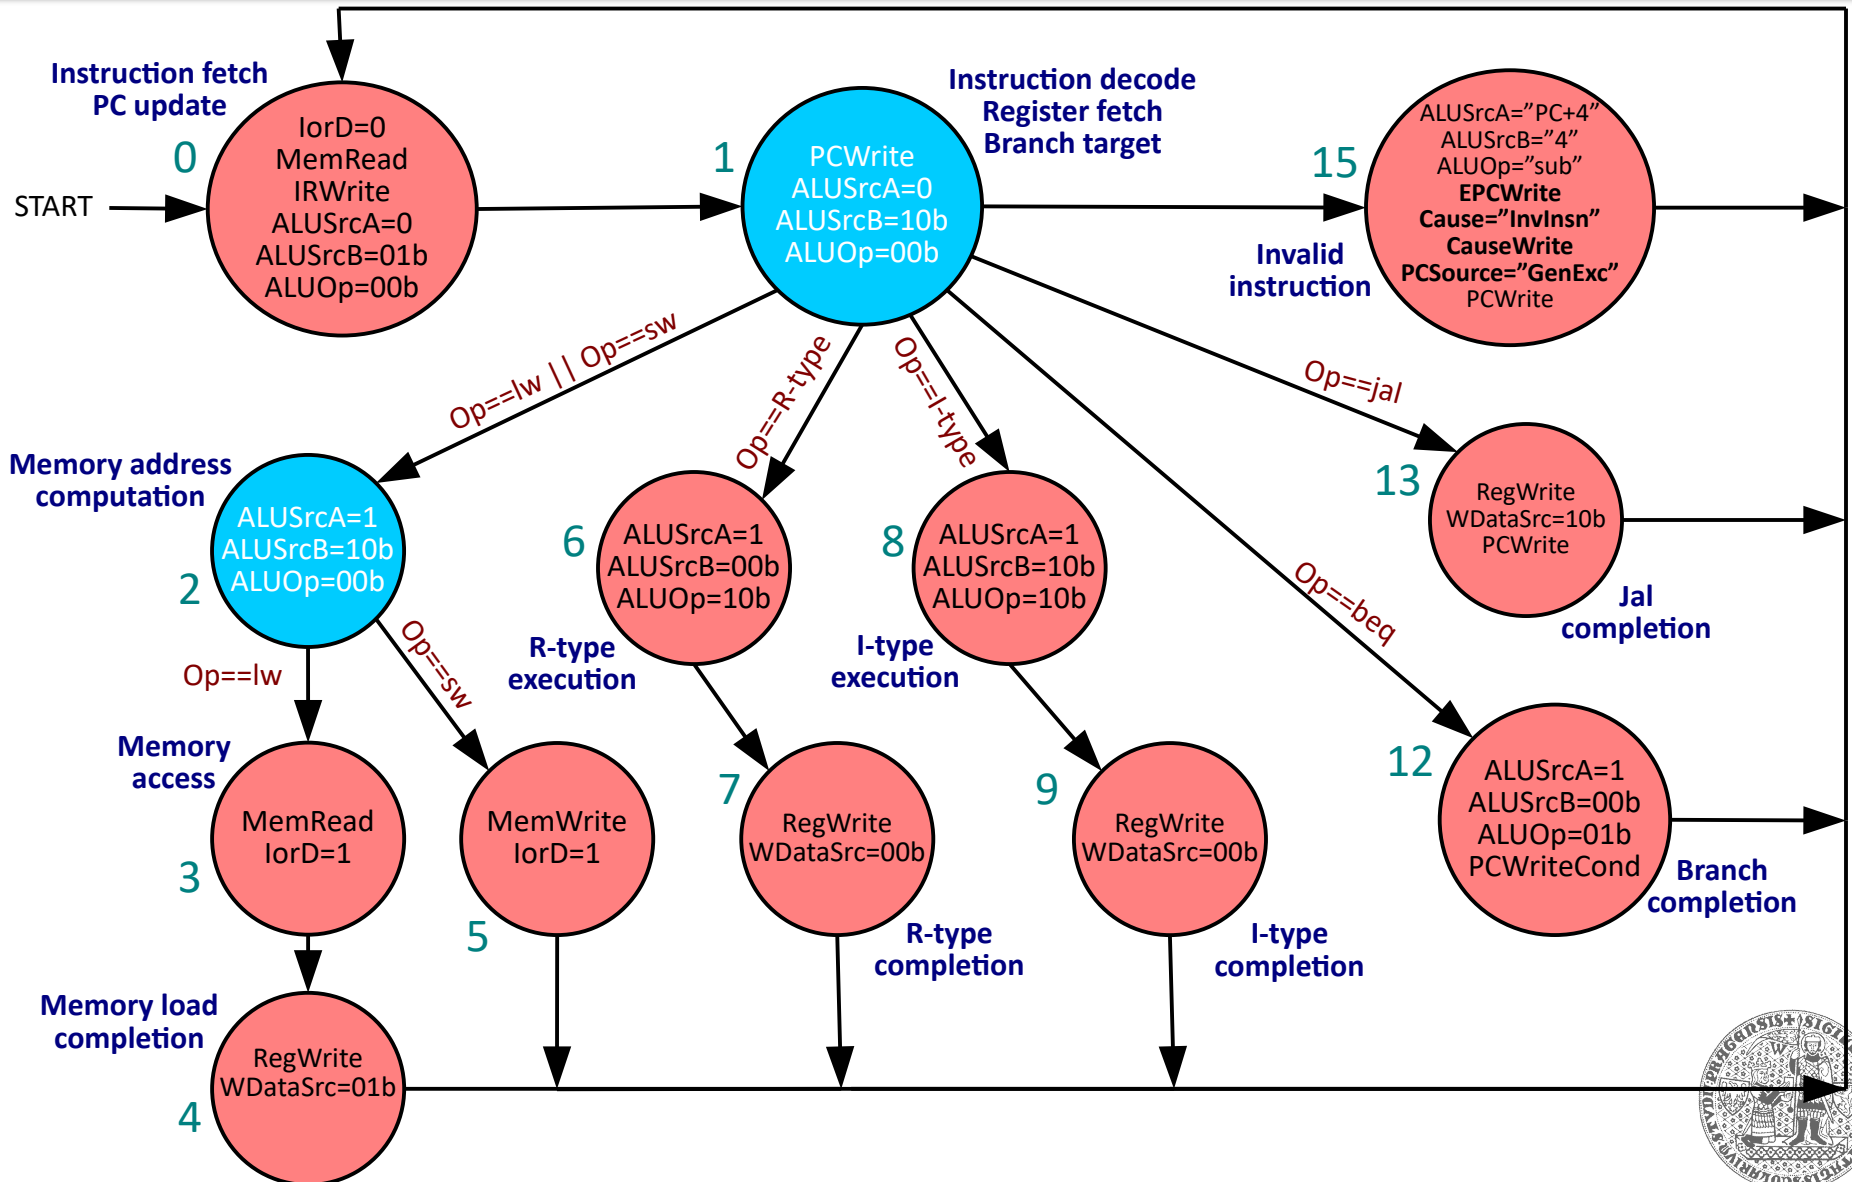 Instruction fetch
PC update
0
START
IorD=0
MemRead
IRWrite
ALUSrcA=0
ALUSrcB=01b
ALUOp=00b
Instruction decode
Register fetch
Branch target
1
PCWrite
ALUSrcA=0
ALUSrcB=10b
ALUOp=00b
15
ALUSrcA=”PC+4”
ALUSrcB=”4”
ALUOp=”sub”
EPCWrite
Cause=”InvInsn”
CauseWrite
PCSource=”GenExc”
PCWrite
Invalid
instruction
Op==lw || Op==sw
Op==R-type
Op==I-type
Op==jal
Op==beq
Memory address
computation
2
ALUSrcA=1
ALUSrcB=10b
ALUOp=00b
6
ALUSrcA=1
ALUSrcB=00b
ALUOp=10b
R-type
execution
8
ALUSrcA=1
ALUSrcB=10b
ALUOp=10b
I-type
execution
13
RegWrite
WDataSrc=10b
PCWrite
Jal
completion
Op==lw
Op==sw
Memory
access
3
MemRead
IorD=1
5
MemWrite
IorD=1
7
RegWrite
WDataSrc=00b
R-type
completion
9
RegWrite
WDataSrc=00b
I-type
completion
12
ALUSrcA=1
ALUSrcB=00b
ALUOp=01b
PCWriteCond
Branch
completion
Memory load
completion
4
RegWrite
WDataSrc=01b